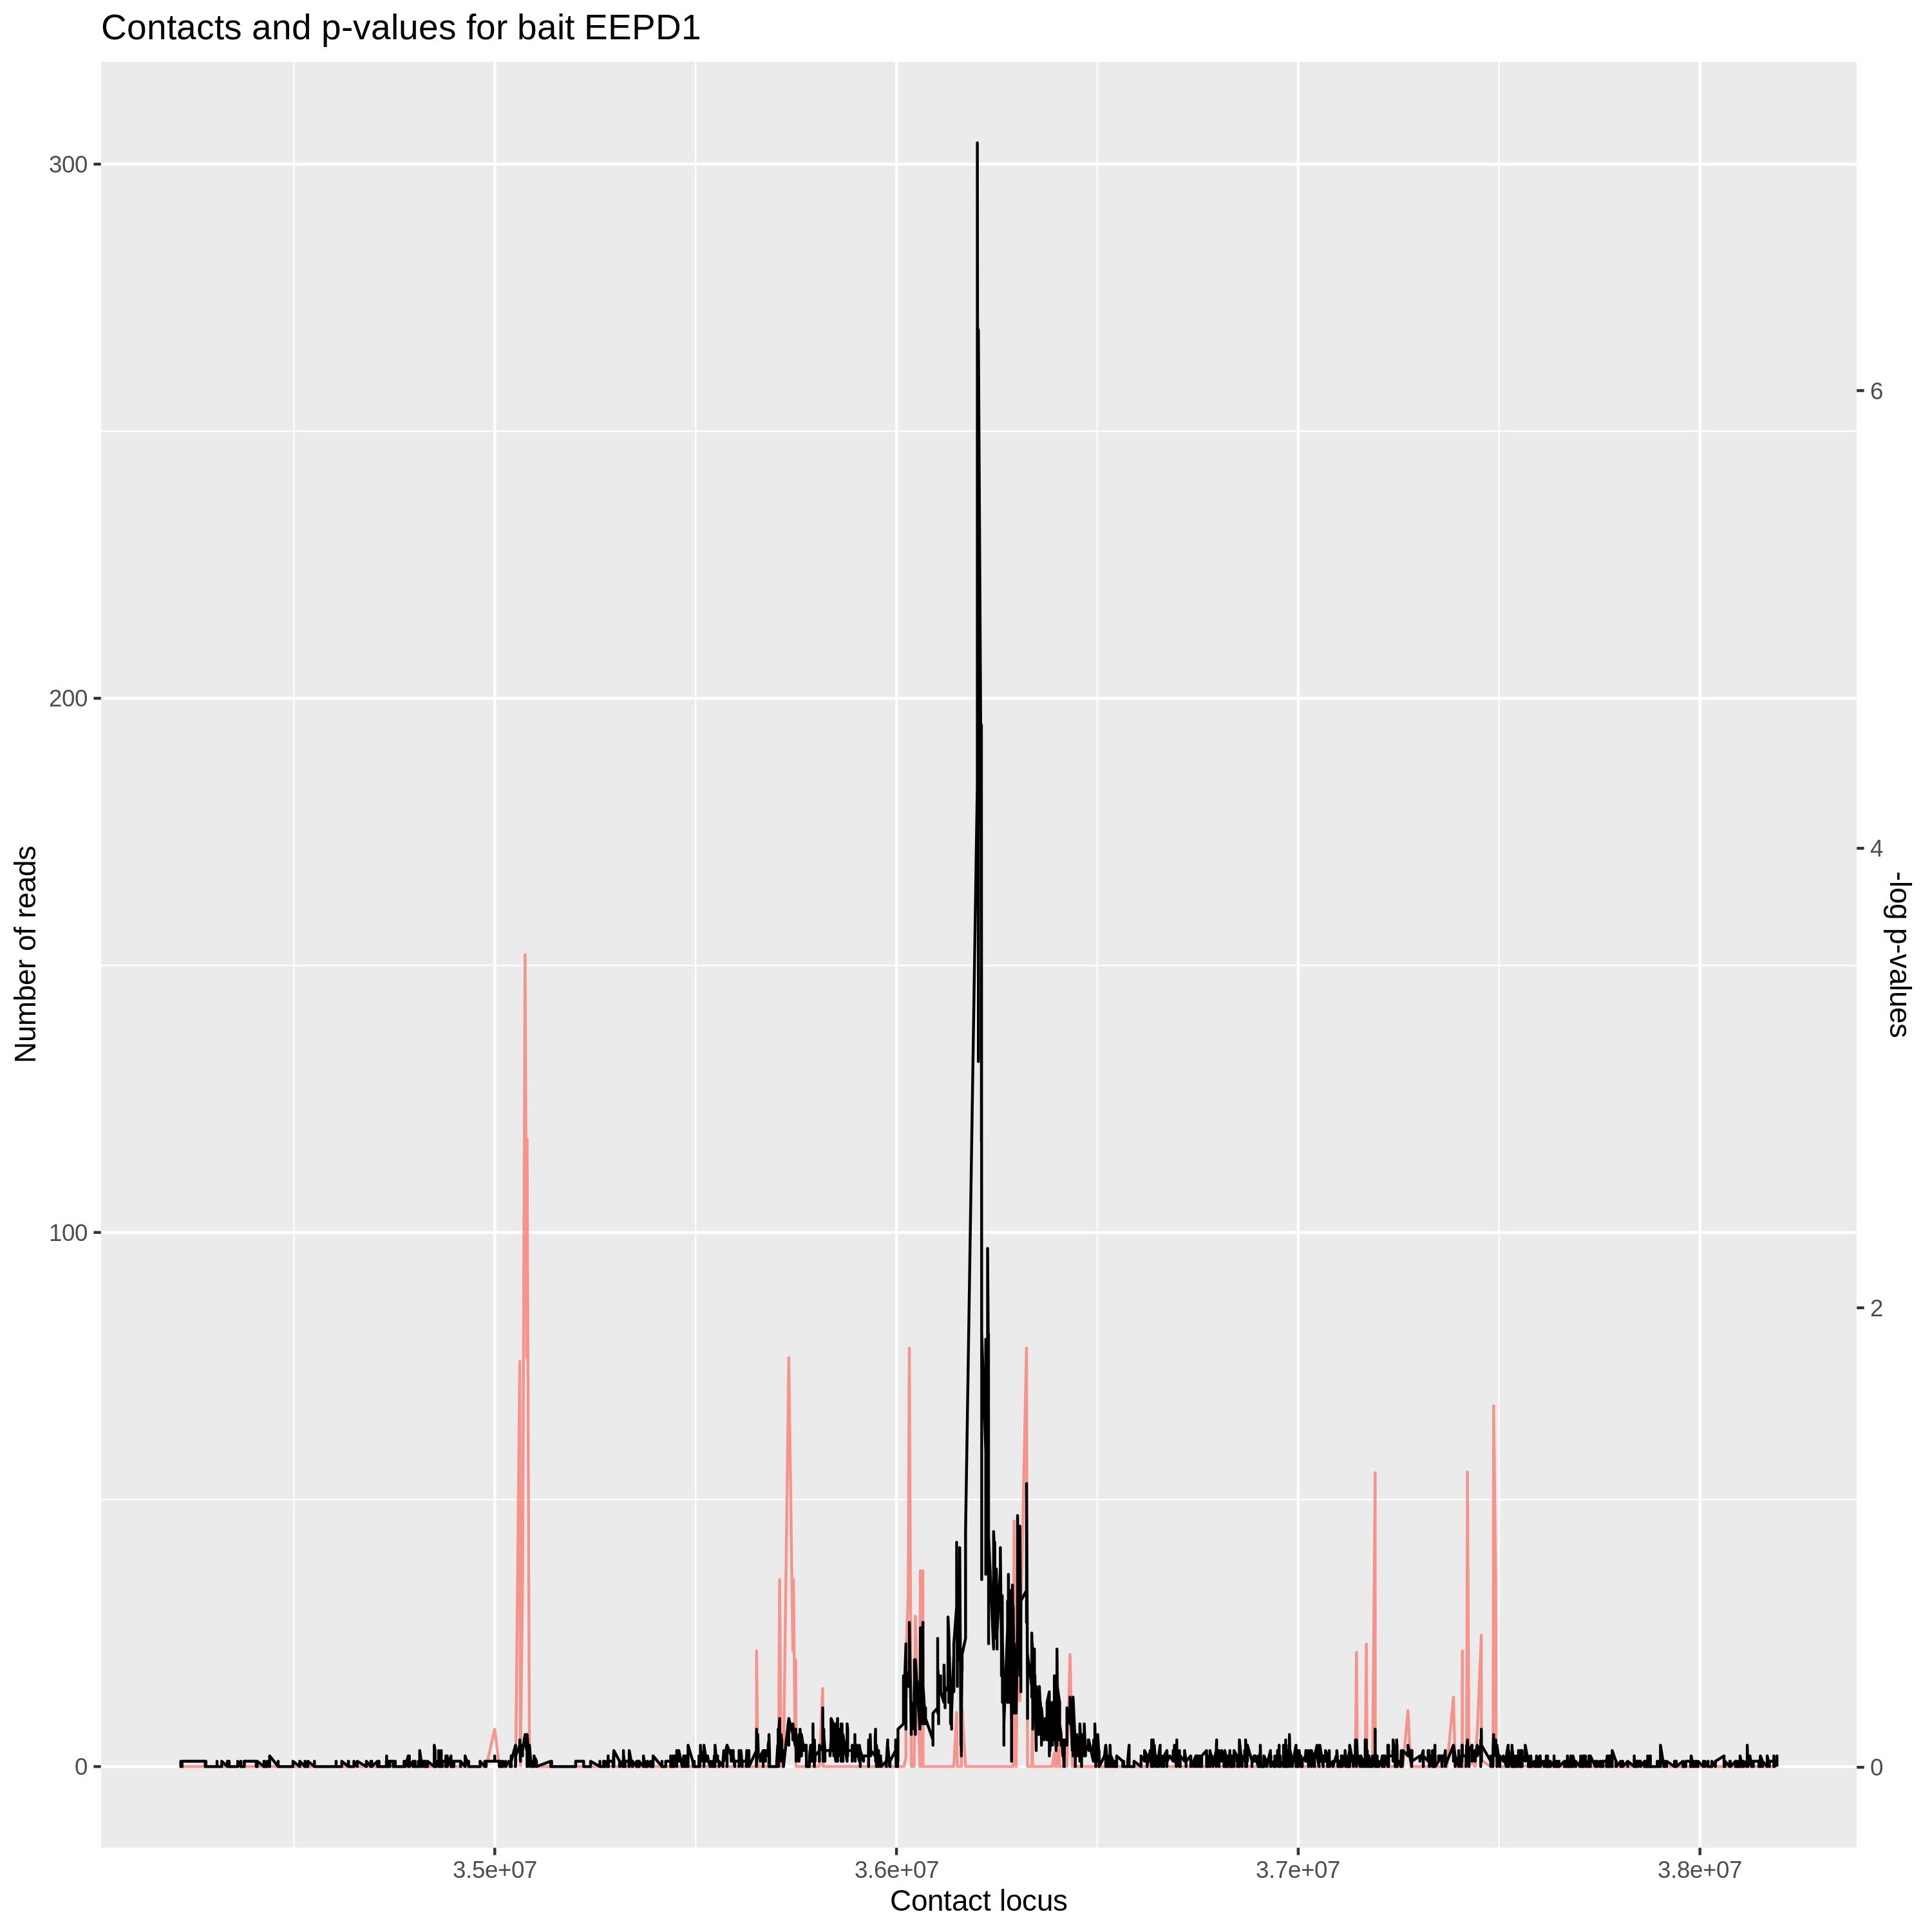 Contacts and p-values for bait EEPD1
300
200
100
0
Number of reads
6
4
2
0
-log p-values
3.5e+07
3.6e+07
3.7e+07
3.8e+07
Contact locus